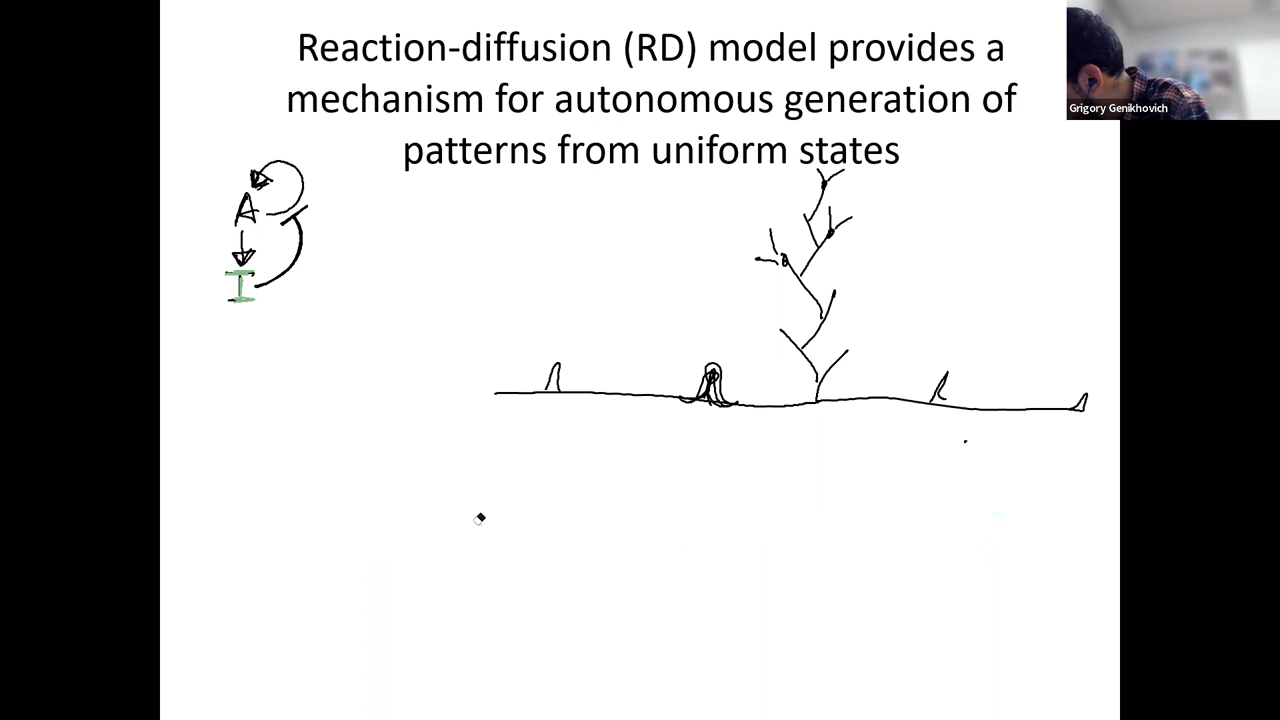 Reaction-diffusion (RD) model provides a
mechanism for autonomous generation of
patterns from uniform states
Grigory Genikhovich
A
I